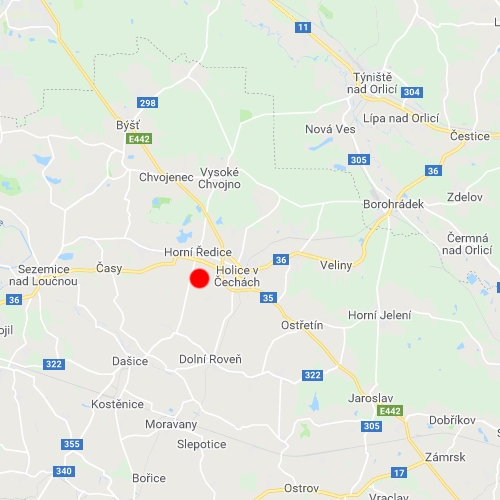 11
Týniště
nad Orlicí
304
298
Lípa nad Orlicí
Býšť
Nová Ves
E442
Čestice
305
36
Vysoké
Chvojno
Chvojenec
Zdelov
Borohrádek
Čermná
nad Orlicí
Horní Ředice
36
Veliny
Sezemice
nad Loučnou
Časy
Holice v
Čechách
36
35
Horní Jelení
ojil
Ostřetín
322
Dašice
Dolní Roveň
322
Jaroslav
Kostěnice
E442
Dobříkov
Moravany
305
355
Slepotice
Zámrsk
340
17
Bořice
Ostrov
Vraclav